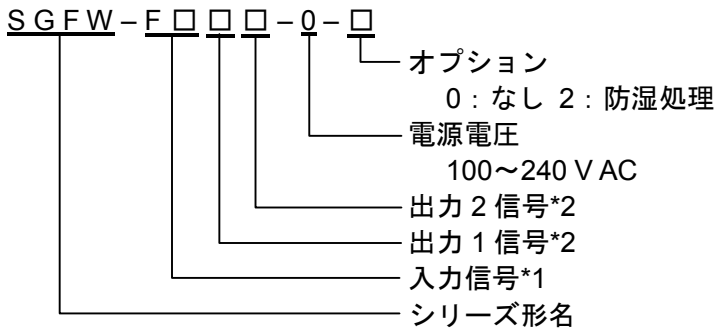 SGFW–F□□□–0–□
オプション
0：なし 2：防湿処理
電源電圧
100～240 V AC
出力 2 信号*2
出力 1 信号*2
入力信号*1
シリーズ形名